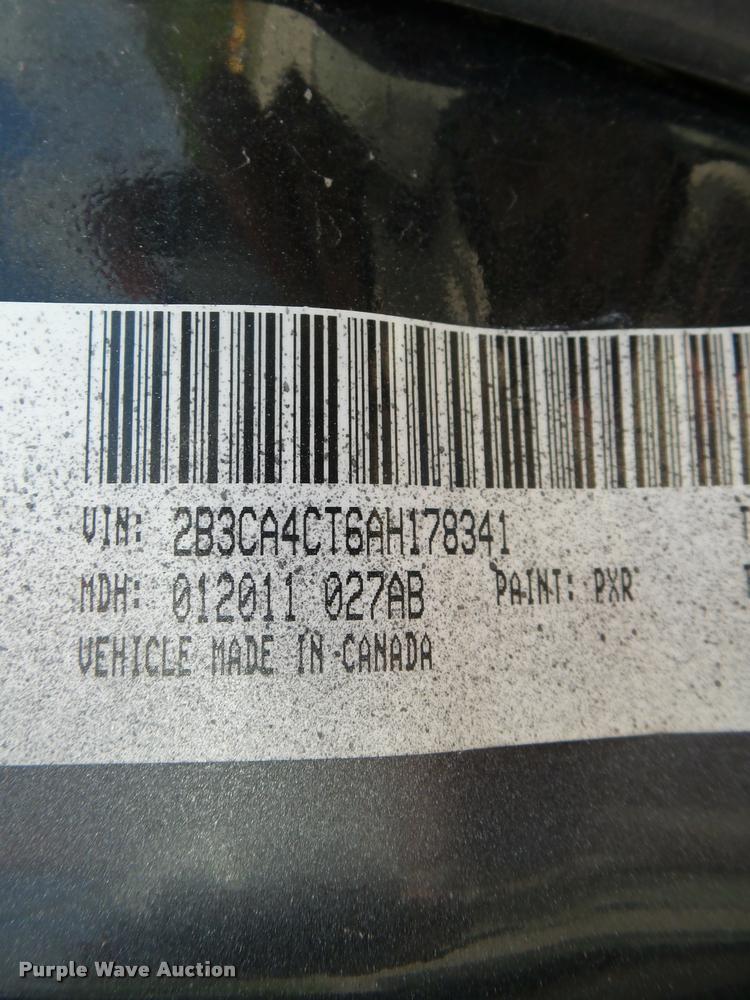 VIN: 2B3CA4CT6AH178341
MDH: 012011 027AB PAINT: PXR
VEHICLE MADE IN CANADA
Purple Wave Auction